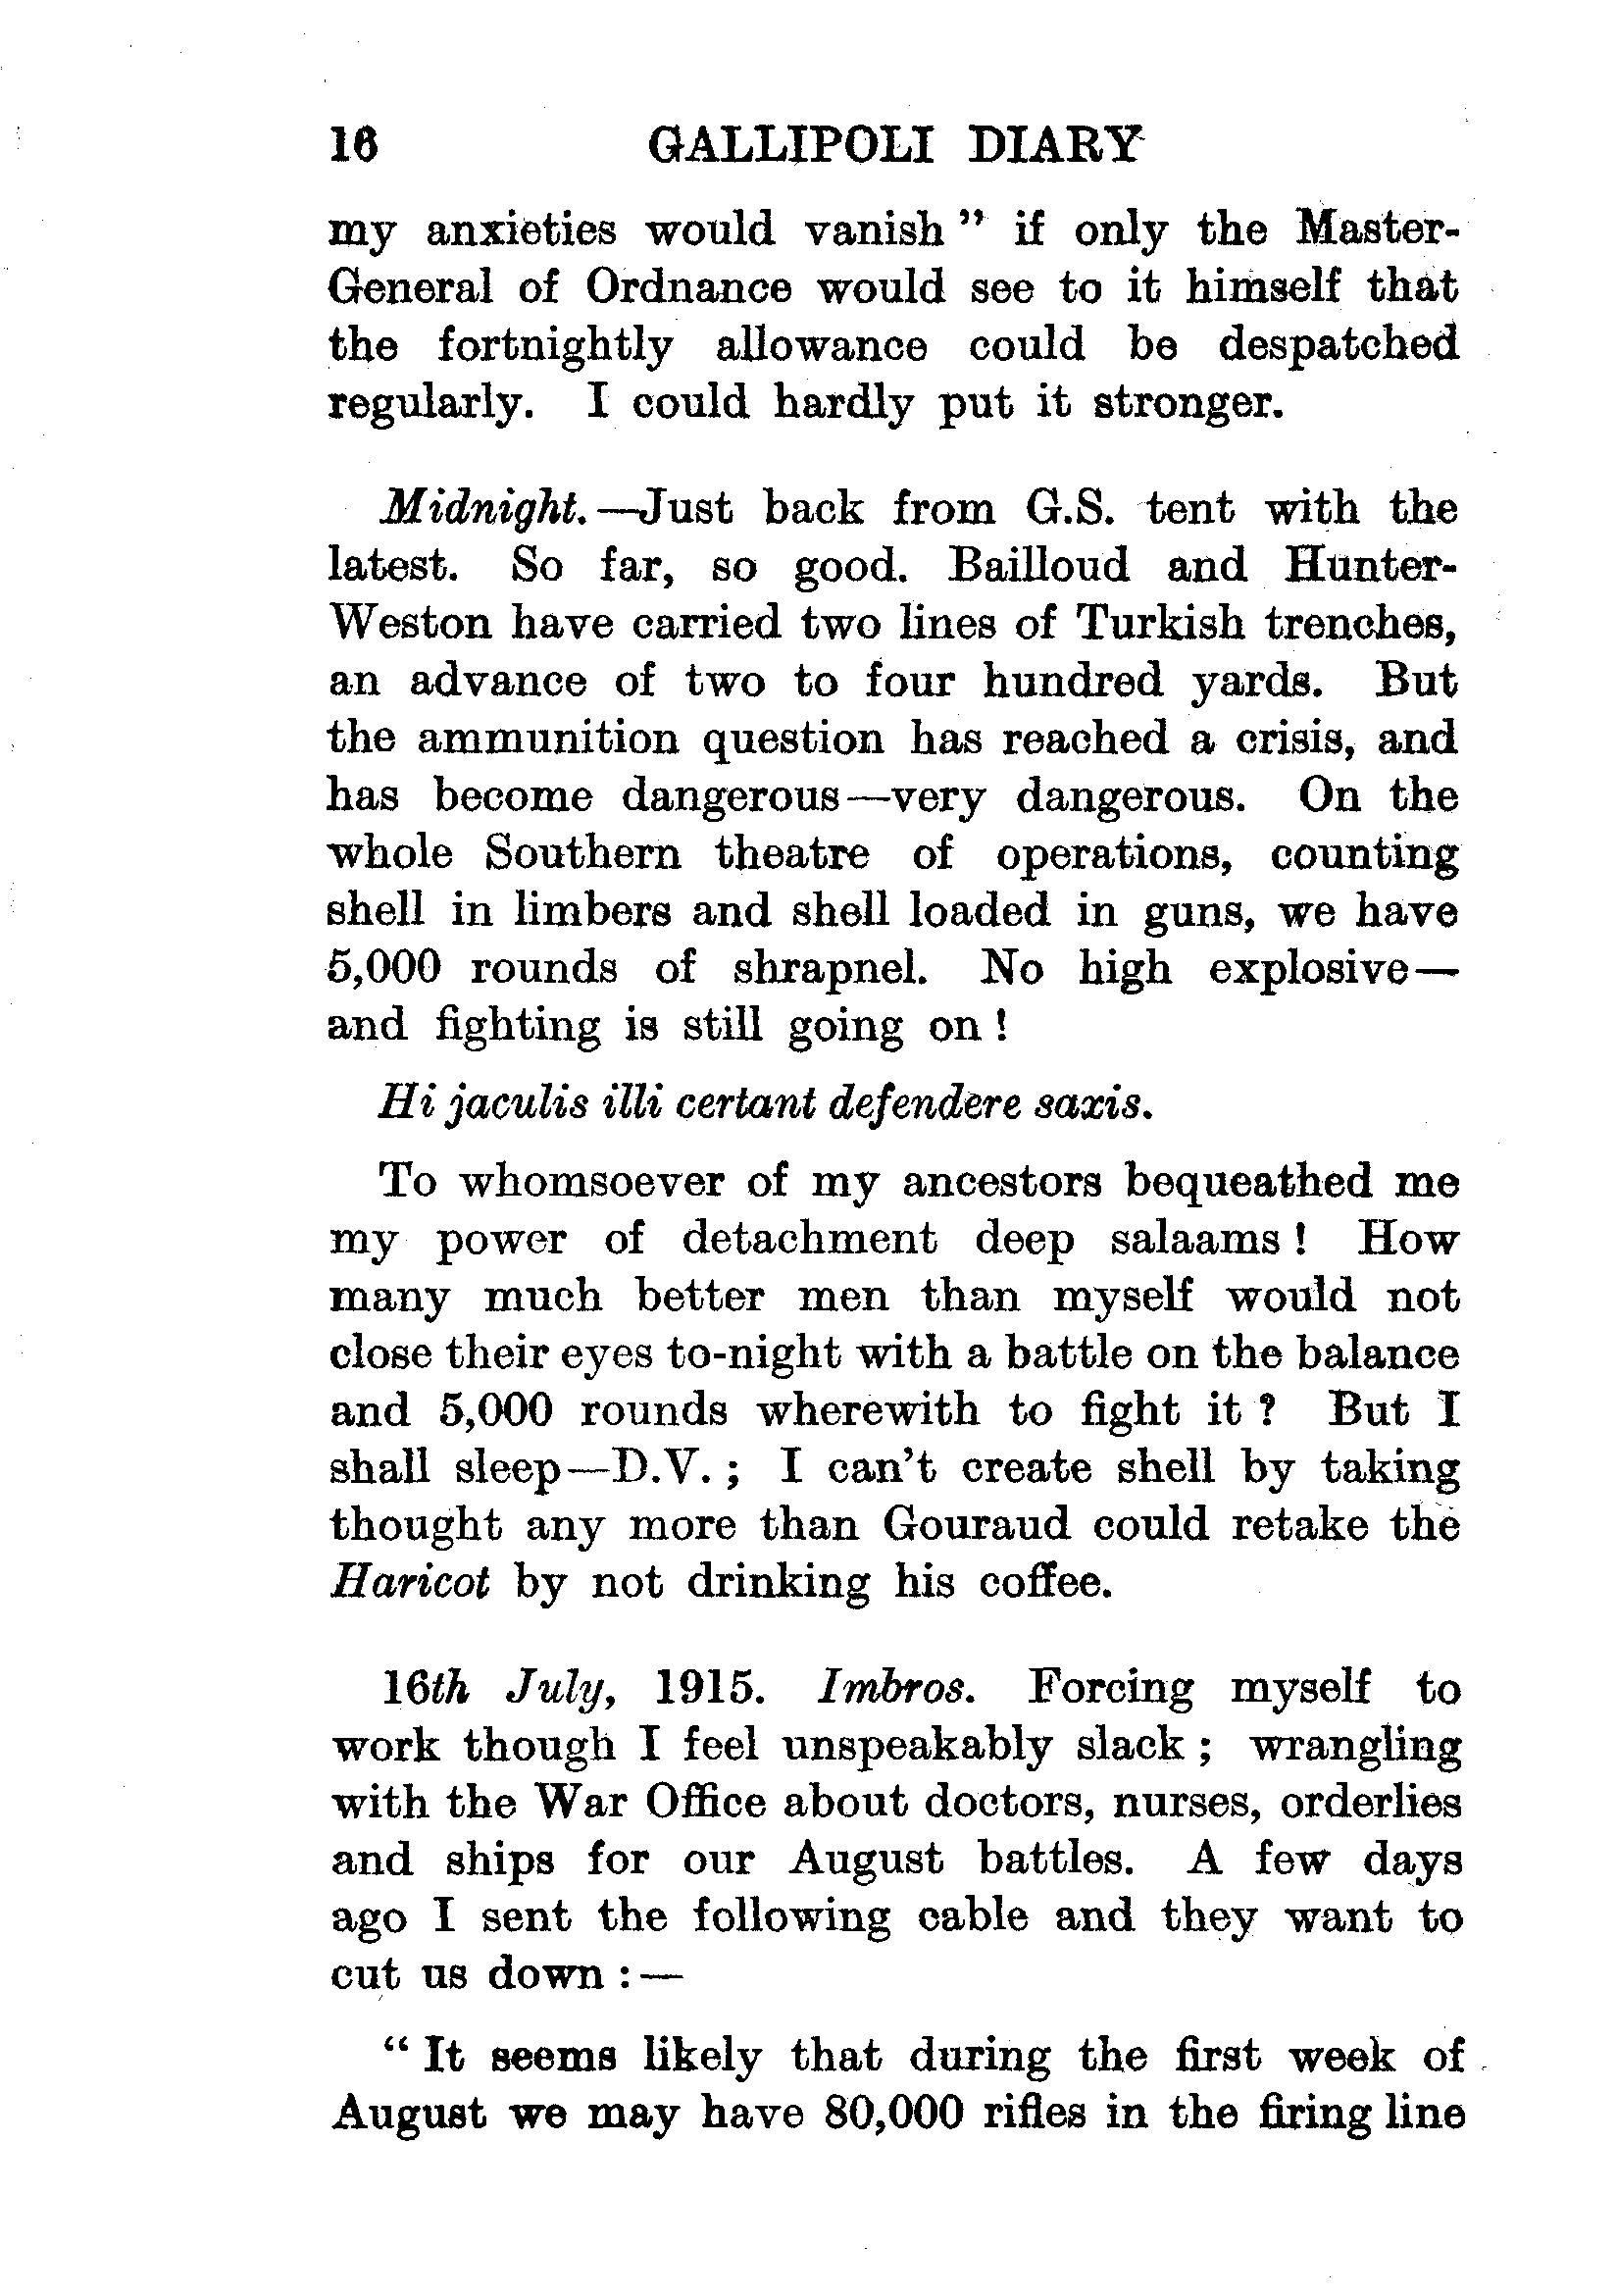 16 GALLIPOLI DIARY
my anxieties would vanish" if only the Master-
General of Ordnance would see to it himself that
the fortnightly allowance could be despatched
regularly. I could hardly put it stronger.
Midnight.—Just back from G.S. tent with the
latest. So far, so good. Bailloud and Hunter-
Weston have carried two lines of Turkish trenches,
an advance of two to four hundred yards. But
the ammunition question has reached a crisis, and
has become dangerous—very dangerous. On the
whole Southern theatre of operations, counting
shell in limbers and shell loaded in guns, we have
5,000 rounds of shrapnel. No high explosive—
and fighting is still going on!
Hi jaculis illi certant defendere saxis.
To whomsoever of my ancestors bequeathed me
my power of detachment deep salaams! How
many much better men than myself would not
close their eyes to-night with a battle on the balance
and 5,000 rounds wherewith to fight it? But I
shall sleep—D.V.; I can't create shell by taking
thought any more than Gouraud could retake the
Haricot by not drinking his coffee.
16th July, 1915. Imbros. Forcing myself to
work though I feel unspeakably slack; wrangling
with the War Office about doctors, nurses, orderlies
and ships for our August battles. A few days
ago I sent the following cable and they want to
cut us down:—
"It seems likely that during the first week of
August we may have 80,000 rifles in the firing line